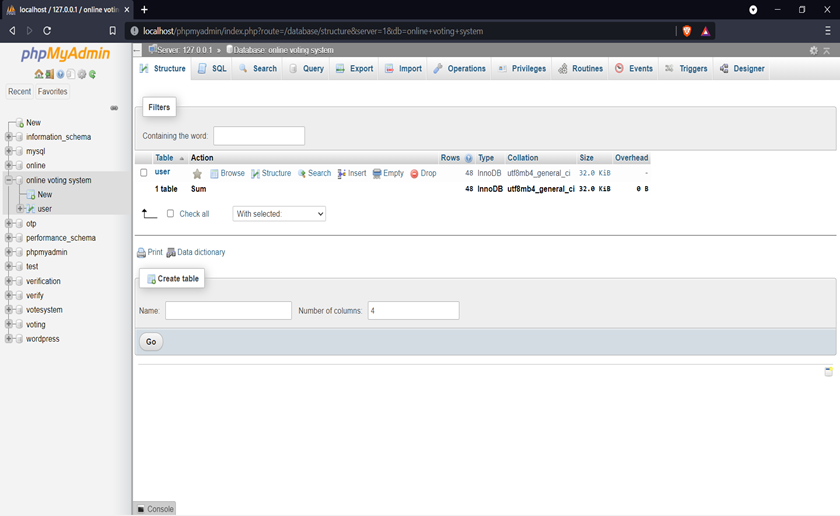 localhost / 127.0.0.1 / online votin
localhost/phpmyadmin/index.php?route=/database/structure&server=1&db=online+voting+system
phpMyAdmin
Server: 127.0.0.1 » Database: online voting system
Structure SQL Search Query Export Import Operations Privileges Routines Events Triggers Designer
Recent Favorites
New
information_schema
mysql
online
online voting system
New
user
otp
performance_schema
phpmyadmin
test
verification
verify
votesystem
voting
wordpress
Filters
Containing the word:
Table Action Rows Type Collation Size Overhead
user Browse Structure Search Insert Empty Drop 48 InnoDB utf8mb4_general_ci 32.0 KiB -
1 table Sum 48 InnoDB utf8mb4_general_ci 32.0 KiB 0 B
Check all With selected:
Print Data dictionary
Create table
Name: Number of columns: 4
Go
Console